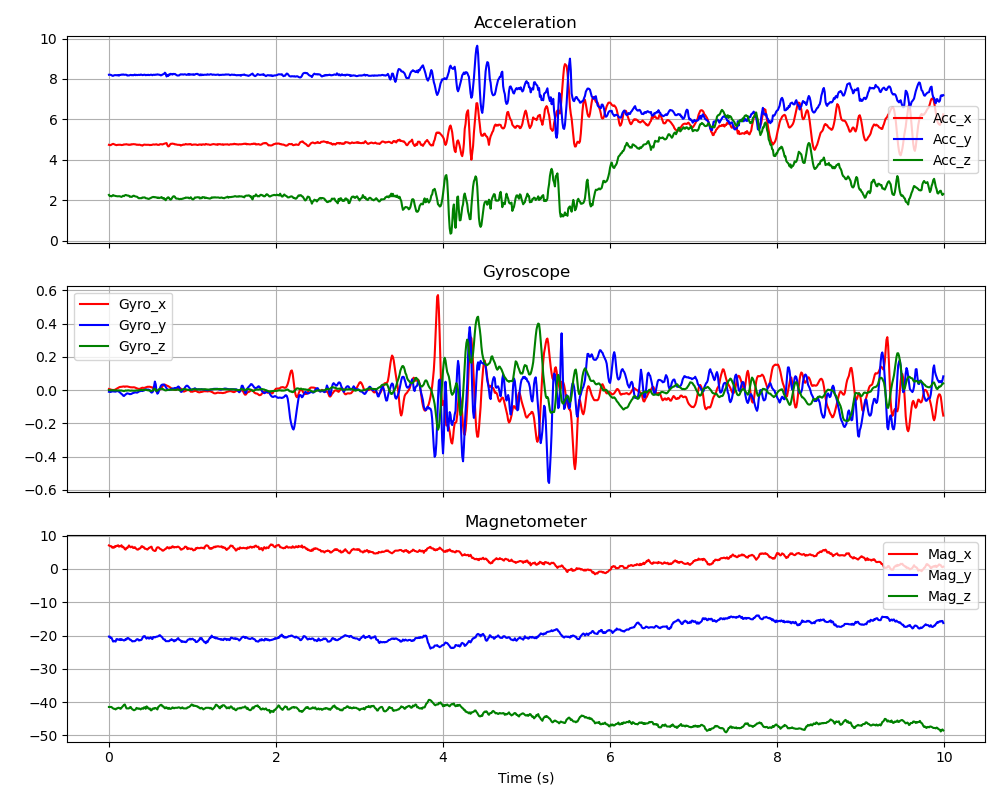 Acceleration
10
8
6
4
2
0
Acc_x
Acc_y
Acc_z
Gyroscope
0.6
0.4
0.2
0.0
−0.2
−0.4
−0.6
Gyro_x
Gyro_y
Gyro_z
Magnetometer
10
0
−10
−20
−30
−40
−50
Mag_x
Mag_y
Mag_z
0 2 4 6 8 10
Time (s)